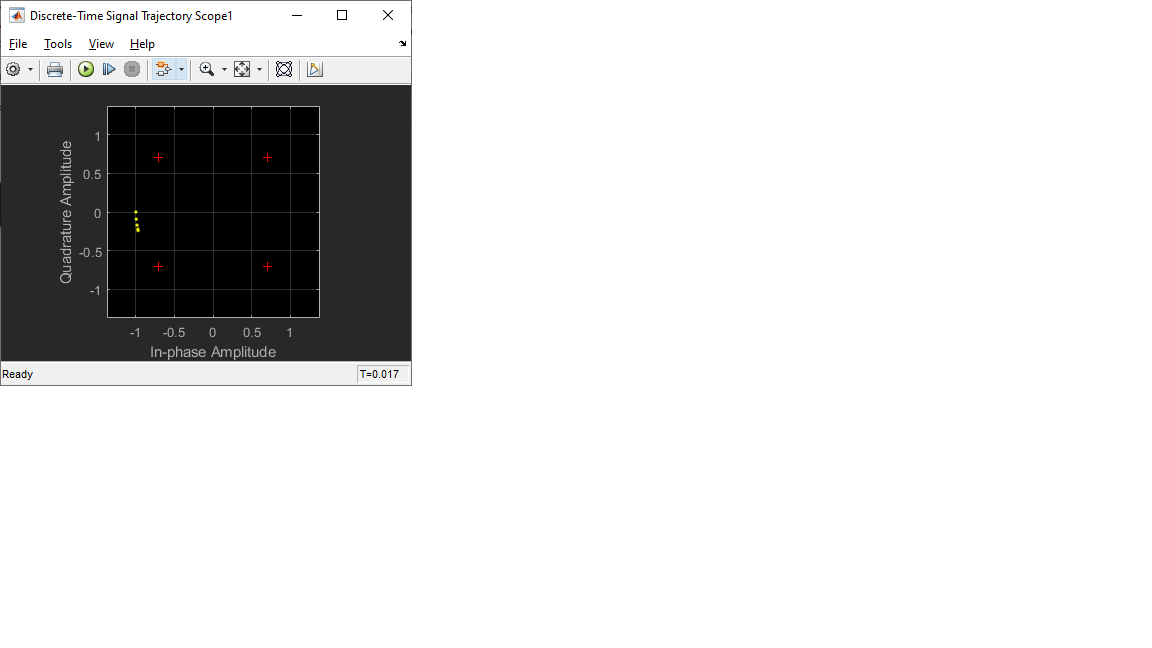 Discrete-Time Signal Trajectory Scope1
File Tools View Help
Quadrature Amplitude
1
0.5
0
-0.5
-1
-1 -0.5 0 0.5 1
In-phase Amplitude
Ready T=0.017